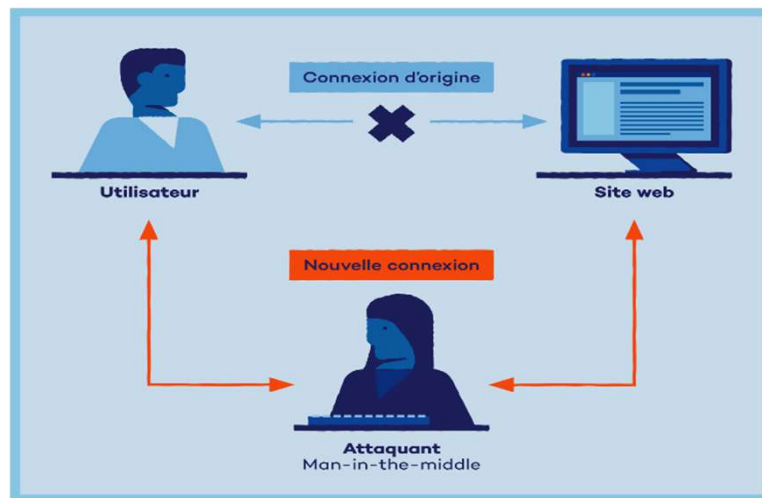 Connexion d'origine
Utilisateur
Site web
Nouvelle connexion
Attaquant
Man-in-the-middle